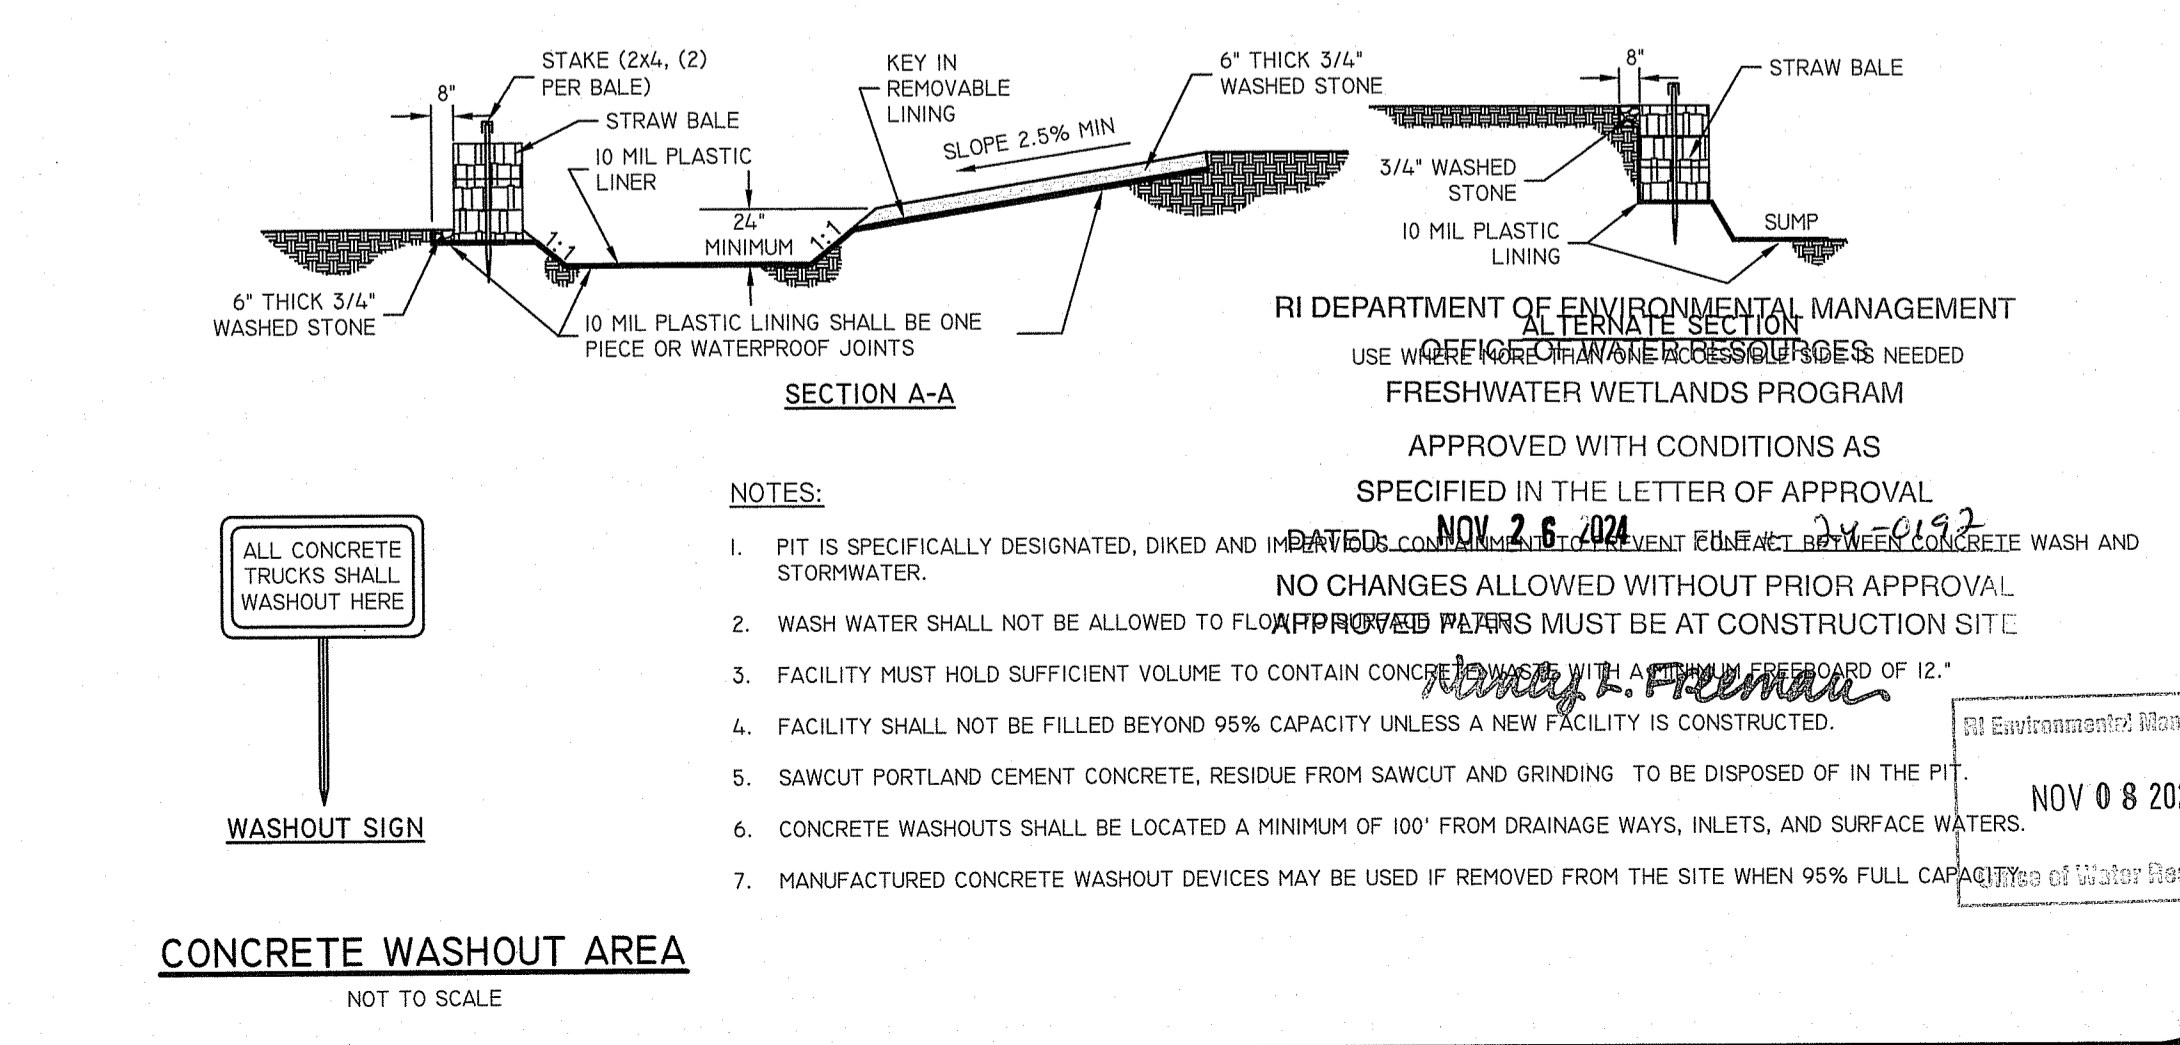 STAKE (2x4, (2)
PER BALE)
8"
STRAW BALE
10 MIL PLASTIC
LINER
KEY IN
REMOVABLE
LINING
SLOPE 2.5% MIN
6" THICK 3/4"
WASHED STONE
24"
MINIMUM
1:1
1:1
6" THICK 3/4"
WASHED STONE
10 MIL PLASTIC LINING SHALL BE ONE
PIECE OR WATERPROOF JOINTS
SECTION A-A
8"
STRAW BALE
3/4" WASHED
STONE
10 MIL PLASTIC
LINING
SUMP
ALTERNATE SECTION
USE WHERE MORE THAN ONE ACCESSIBLE SIDE IS NEEDED
RI DEPARTMENT OF ENVIRONMENTAL MANAGEMENT
OFFICE OF WATER RESOURCES
FRESHWATER WETLANDS PROGRAM
APPROVED WITH CONDITIONS AS
SPECIFIED IN THE LETTER OF APPROVAL
DATED NOV 26 2024 FILE # 24-0192
NO CHANGES ALLOWED WITHOUT PRIOR APPROVAL
APPROVED PLANS MUST BE AT CONSTRUCTION SITE
Nancy L. Freeman
ALL CONCRETE
TRUCKS SHALL
WASHOUT HERE
WASHOUT SIGN
NOTES:
1. PIT IS SPECIFICALLY DESIGNATED, DIKED AND IMPERVIOUS CONTAINMENT TO PREVENT CONTACT BETWEEN CONCRETE WASH AND
STORMWATER.
2. WASH WATER SHALL NOT BE ALLOWED TO FLOW TO SURFACE WATERS
3. FACILITY MUST HOLD SUFFICIENT VOLUME TO CONTAIN CONCRETE WASTE WITH A MINIMUM FREEBOARD OF 12."
4. FACILITY SHALL NOT BE FILLED BEYOND 95% CAPACITY UNLESS A NEW FACILITY IS CONSTRUCTED.
5. SAWCUT PORTLAND CEMENT CONCRETE, RESIDUE FROM SAWCUT AND GRINDING TO BE DISPOSED OF IN THE PIT.
6. CONCRETE WASHOUTS SHALL BE LOCATED A MINIMUM OF 100' FROM DRAINAGE WAYS, INLETS, AND SURFACE WATERS.
7. MANUFACTURED CONCRETE WASHOUT DEVICES MAY BE USED IF REMOVED FROM THE SITE WHEN 95% FULL CAPACITY.
RI Environmental Man
NOV 08 202
Office of Water Res
CONCRETE WASHOUT AREA
NOT TO SCALE